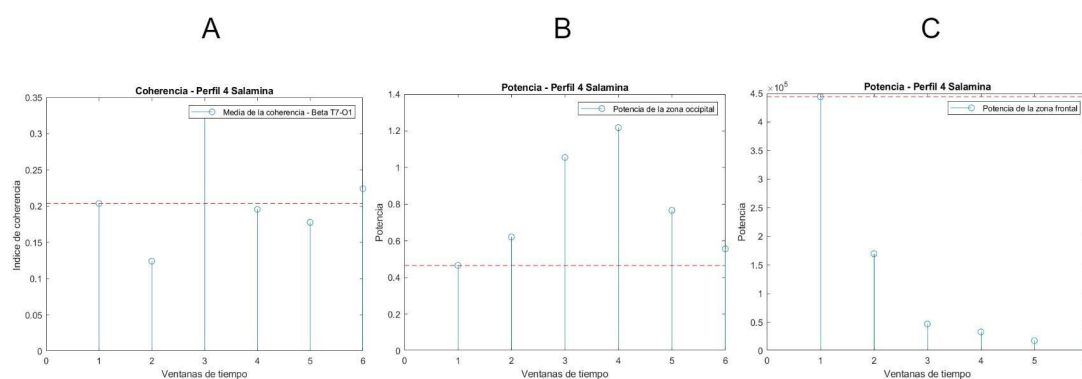 A
B
C
Coherencia - Perfil 4 Salamina
Media de la coherencia - Beta T7-O1
Indice de coherencia
0.35
0.3
0.25
0.2
0.15
0.1
0.05
0
0 1 2 3 4 5 6
Ventanas de tiempo
Potencia - Perfil 4 Salamina
Potencia de la zona occipital
Potencia
1.4
1.2
1
0.8
0.6
0.4
0.2
0
0 1 2 3 4 5 6
Ventanas de tiempo
Potencia - Perfil 4 Salamina
×10⁵
Potencia de la zona frontal
Potencia
4.5
4
3.5
3
2.5
2
1.5
1
0.5
0
0 1 2 3 4 5
Ventanas de tiempo